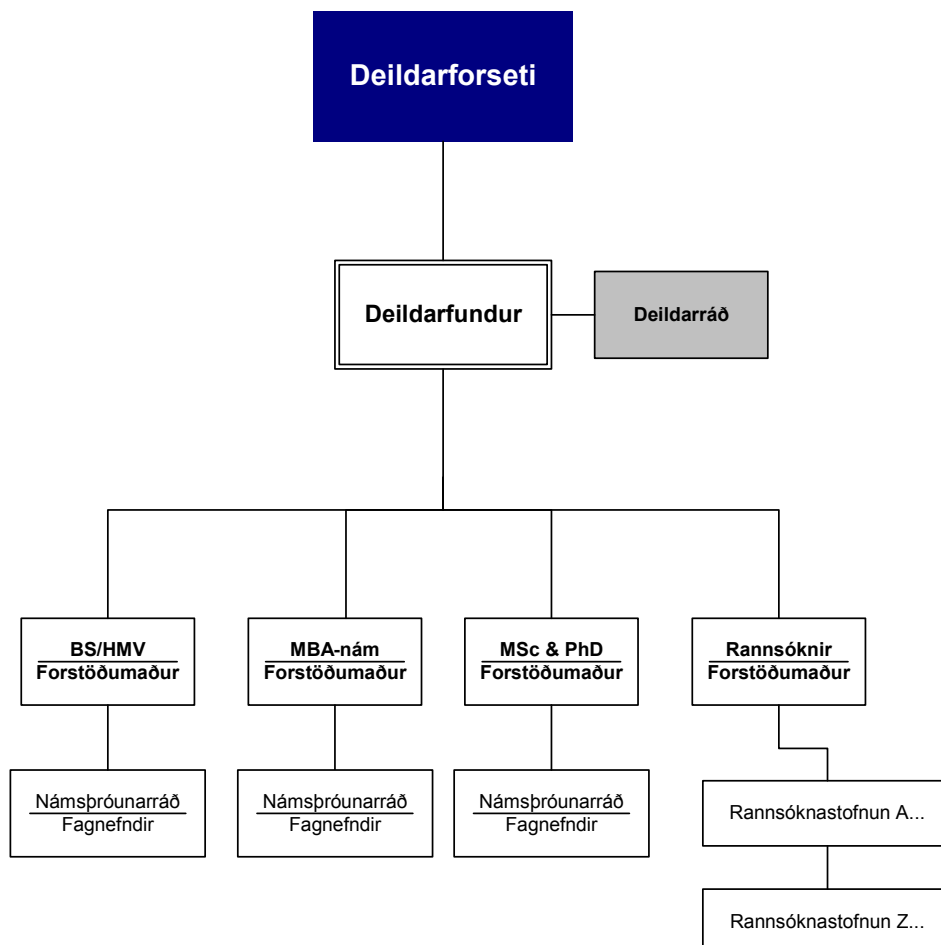 Deildarforseti
Deildarfundur
Deildarráð
BS/HMV
Forstöðumaður
MBA-nám
Forstöðumaður
MSc & PhD
Forstöðumaður
Rannsóknir
Forstöðumaður
Námsþróunarráð
Fagnefndir
Námsþróunarráð
Fagnefndir
Námsþróunarráð
Fagnefndir
Rannsóknastofnun A...
Rannsóknastofnun Z...